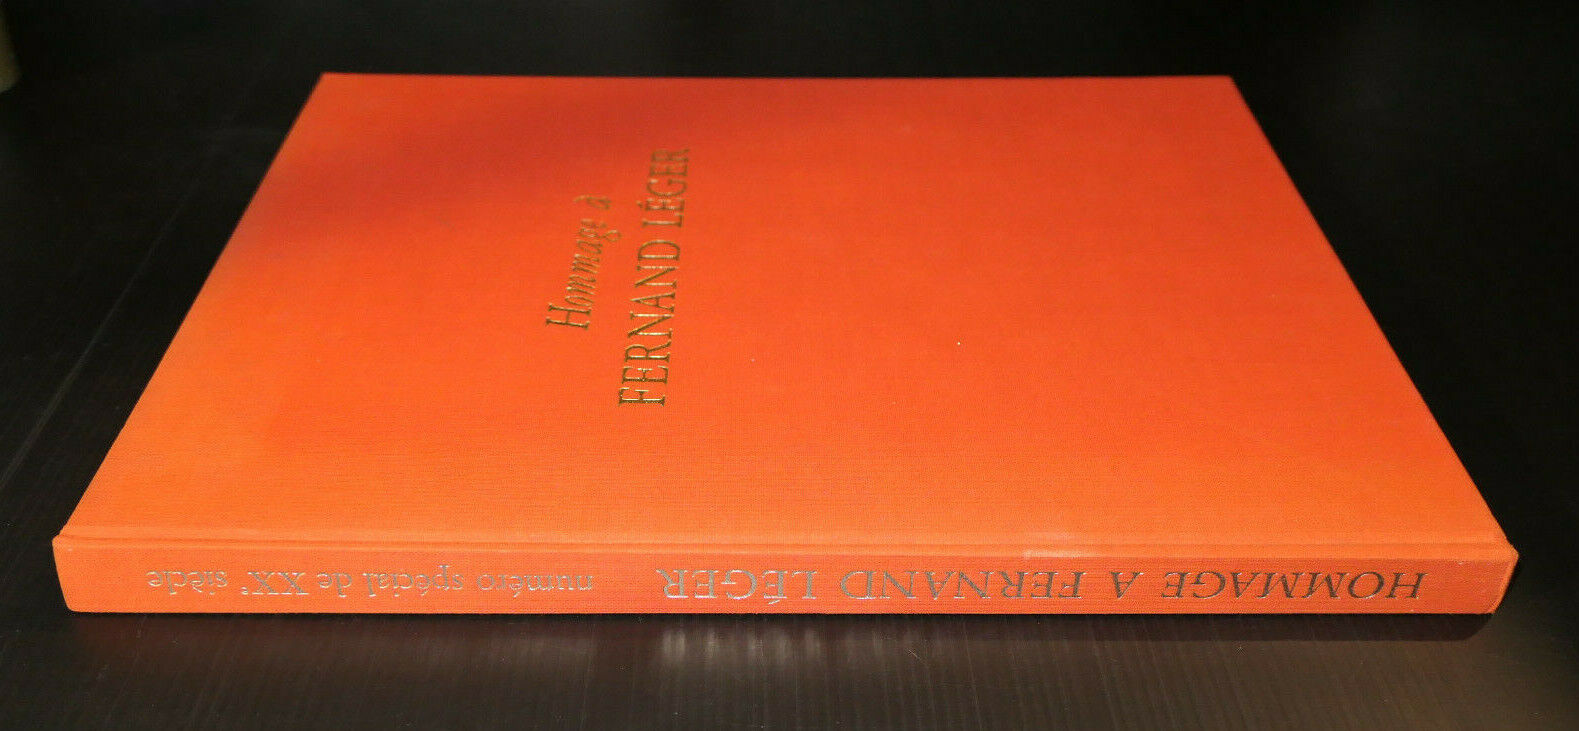 Hommage à
FERNAND LÉGER
HOMMAGE A FERNAND LÉGER numéro spécial de XXe siècle